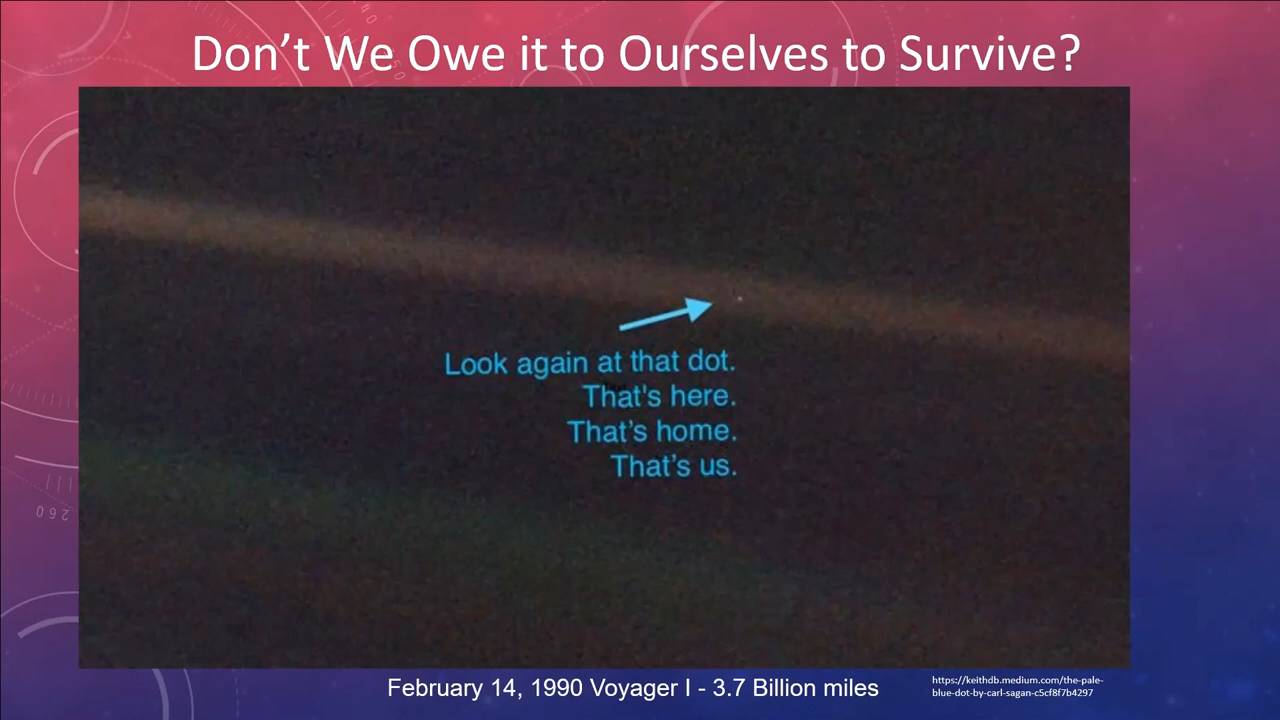 Don’t We Owe it to Ourselves to Survive?
Look again at that dot.
That's here.
That’s home.
That’s us.
260
February 14, 1990 Voyager I - 3.7 Billion miles
https://keithdb.medium.com/the-pale-
blue-dot-by-carl-sagan-c5cf8f7b4297